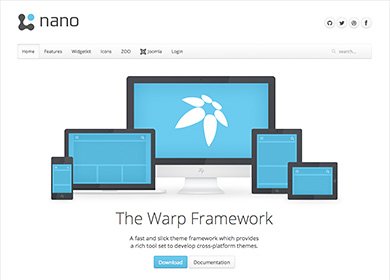 nano
Home Features Widgetkit Icons ZOO Joomla Login
search...
The Warp Framework
A fast and slick theme framework which provides
a rich tool set to develop cross-platform themes.
Download Documentation